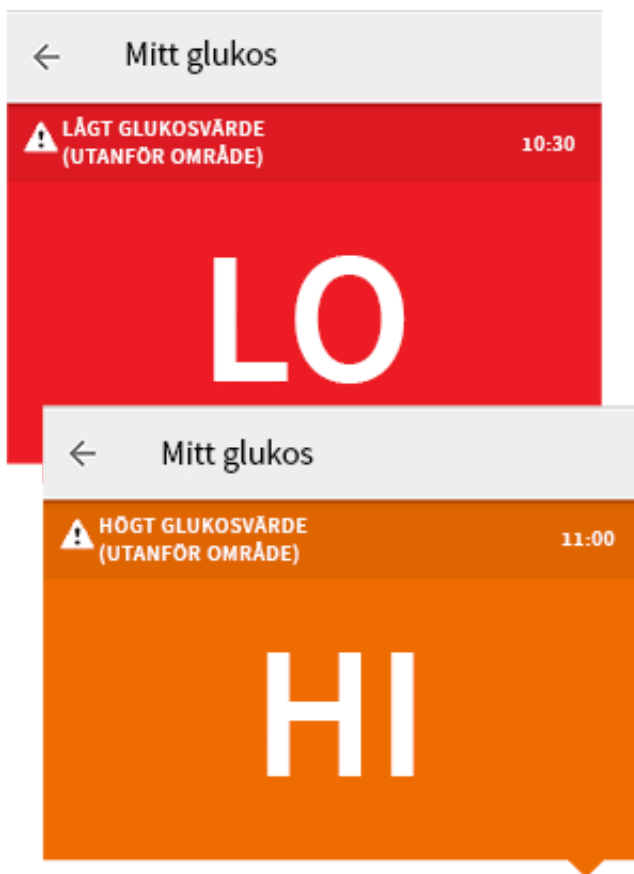 Mitt glukos
LÅGT GLUKOSVÄRDE
(UTANFÖR OMRÅDE)
10:30
LO
Mitt glukos
HÖGT GLUKOSVÄRDE
(UTANFÖR OMRÅDE)
11:00
HI